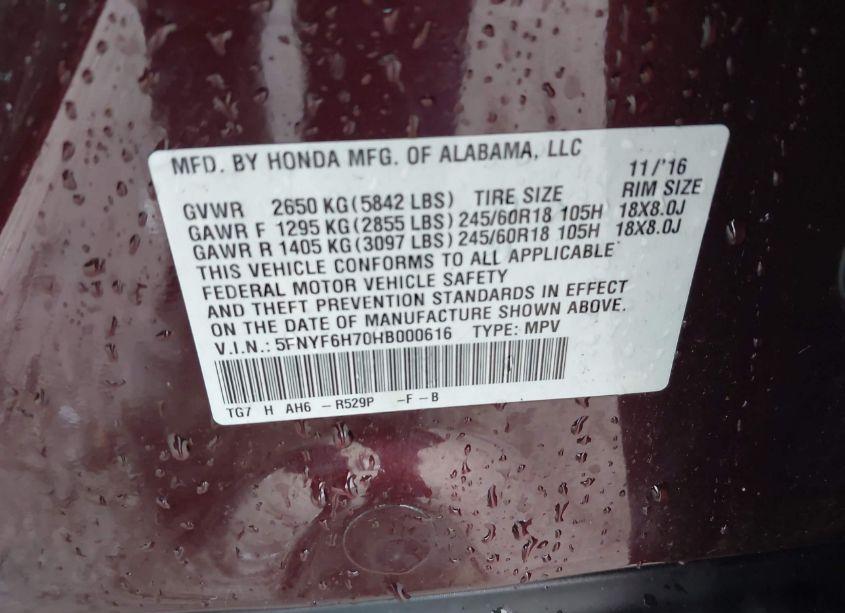 MFD. BY HONDA MFG. OF ALABAMA, LLC 11/'16
GVWR 2650 KG(5842 LBS) TIRE SIZE RIM SIZE
GAWR F 1295 KG(2855 LBS) 245/60R18 105H 18X8.0J
GAWR R 1405 KG(3097 LBS) 245/60R18 105H 18X8.0J
THIS VEHICLE CONFORMS TO ALL APPLICABLE
FEDERAL MOTOR VEHICLE SAFETY
AND THEFT PREVENTION STANDARDS IN EFFECT
ON THE DATE OF MANUFACTURE SHOWN ABOVE.
V.I.N.: 5FNYF6H70HB000616 TYPE: MPV
TG7 H AH6 -R529P -F -B